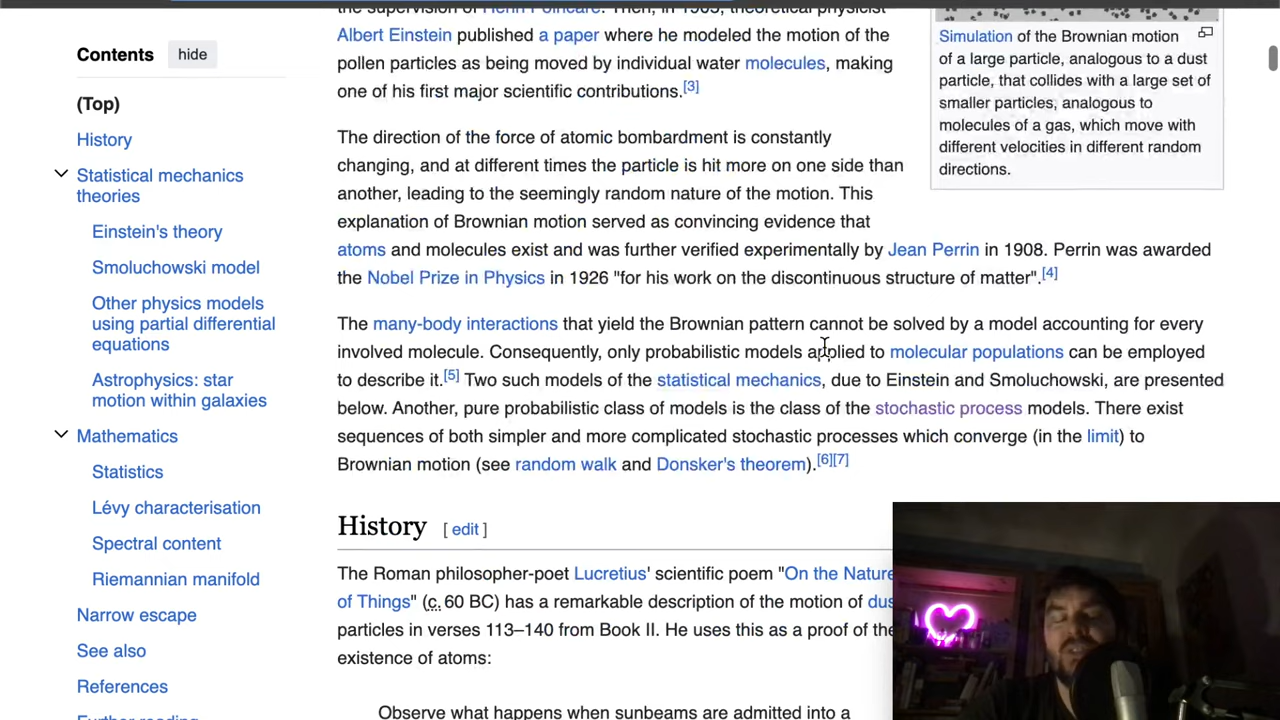 Contents hide
(Top)
History
Statistical mechanics
theories
Einstein's theory
Smoluchowski model
Other physics models
using partial differential
equations
Astrophysics: star
motion within galaxies
Mathematics
Statistics
Lévy characterisation
Spectral content
Riemannian manifold
Narrow escape
See also
References
Further reading
the supervision of Henri Poincaré. Then, in 1905, theoretical physicist
Albert Einstein published a paper where he modeled the motion of the
pollen particles as being moved by individual water molecules, making
one of his first major scientific contributions.[3]
The direction of the force of atomic bombardment is constantly
changing, and at different times the particle is hit more on one side than
another, leading to the seemingly random nature of the motion. This
explanation of Brownian motion served as convincing evidence that
atoms and molecules exist and was further verified experimentally by Jean Perrin in 1908. Perrin was awarded
the Nobel Prize in Physics in 1926 "for his work on the discontinuous structure of matter".[4]
The many-body interactions that yield the Brownian pattern cannot be solved by a model accounting for every
involved molecule. Consequently, only probabilistic models applied to molecular populations can be employed
to describe it.[5] Two such models of the statistical mechanics, due to Einstein and Smoluchowski, are presented
below. Another, pure probabilistic class of models is the class of the stochastic process models. There exist
sequences of both simpler and more complicated stochastic processes which converge (in the limit) to
Brownian motion (see random walk and Donsker's theorem).[6][7]
History [ edit ]
The Roman philosopher-poet Lucretius' scientific poem "On the Nature
of Things" (c. 60 BC) has a remarkable description of the motion of dus
particles in verses 113–140 from Book II. He uses this as a proof of the
existence of atoms:
Observe what happens when sunbeams are admitted into a
Simulation of the Brownian motion
of a large particle, analogous to a dust
particle, that collides with a large set of
smaller particles, analogous to
molecules of a gas, which move with
different velocities in different random
directions.